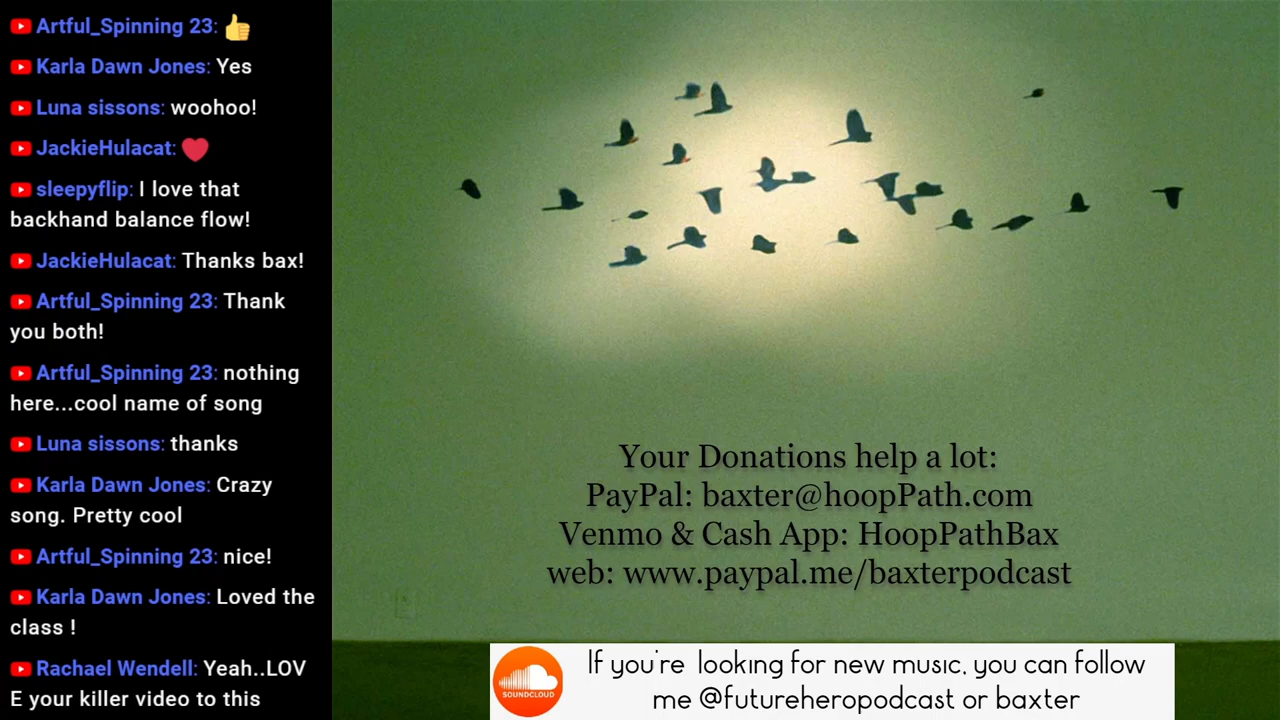 Artful_Spinning 23: 👍
Karla Dawn Jones: Yes
Luna sissons: woohoo!
JackieHulacat: ❤️
sleepyflip: I love that
backhand balance flow!
JackieHulacat: Thanks bax!
Artful_Spinning 23: Thank
you both!
Artful_Spinning 23: nothing
here...cool name of song
Luna sissons: thanks
Karla Dawn Jones: Crazy
song. Pretty cool
Artful_Spinning 23: nice!
Karla Dawn Jones: Loved the
class !
Rachael Wendell: Yeah..LOV
E your killer video to this
Your Donations help a lot:
PayPal: baxter@hoopPath.com
Venmo & Cash App: HoopPathBax
web: www.paypal.me/baxterpodcast
SOUNDCLOUD
If you're looking for new music, you can follow
me @futureheropodcast or baxter